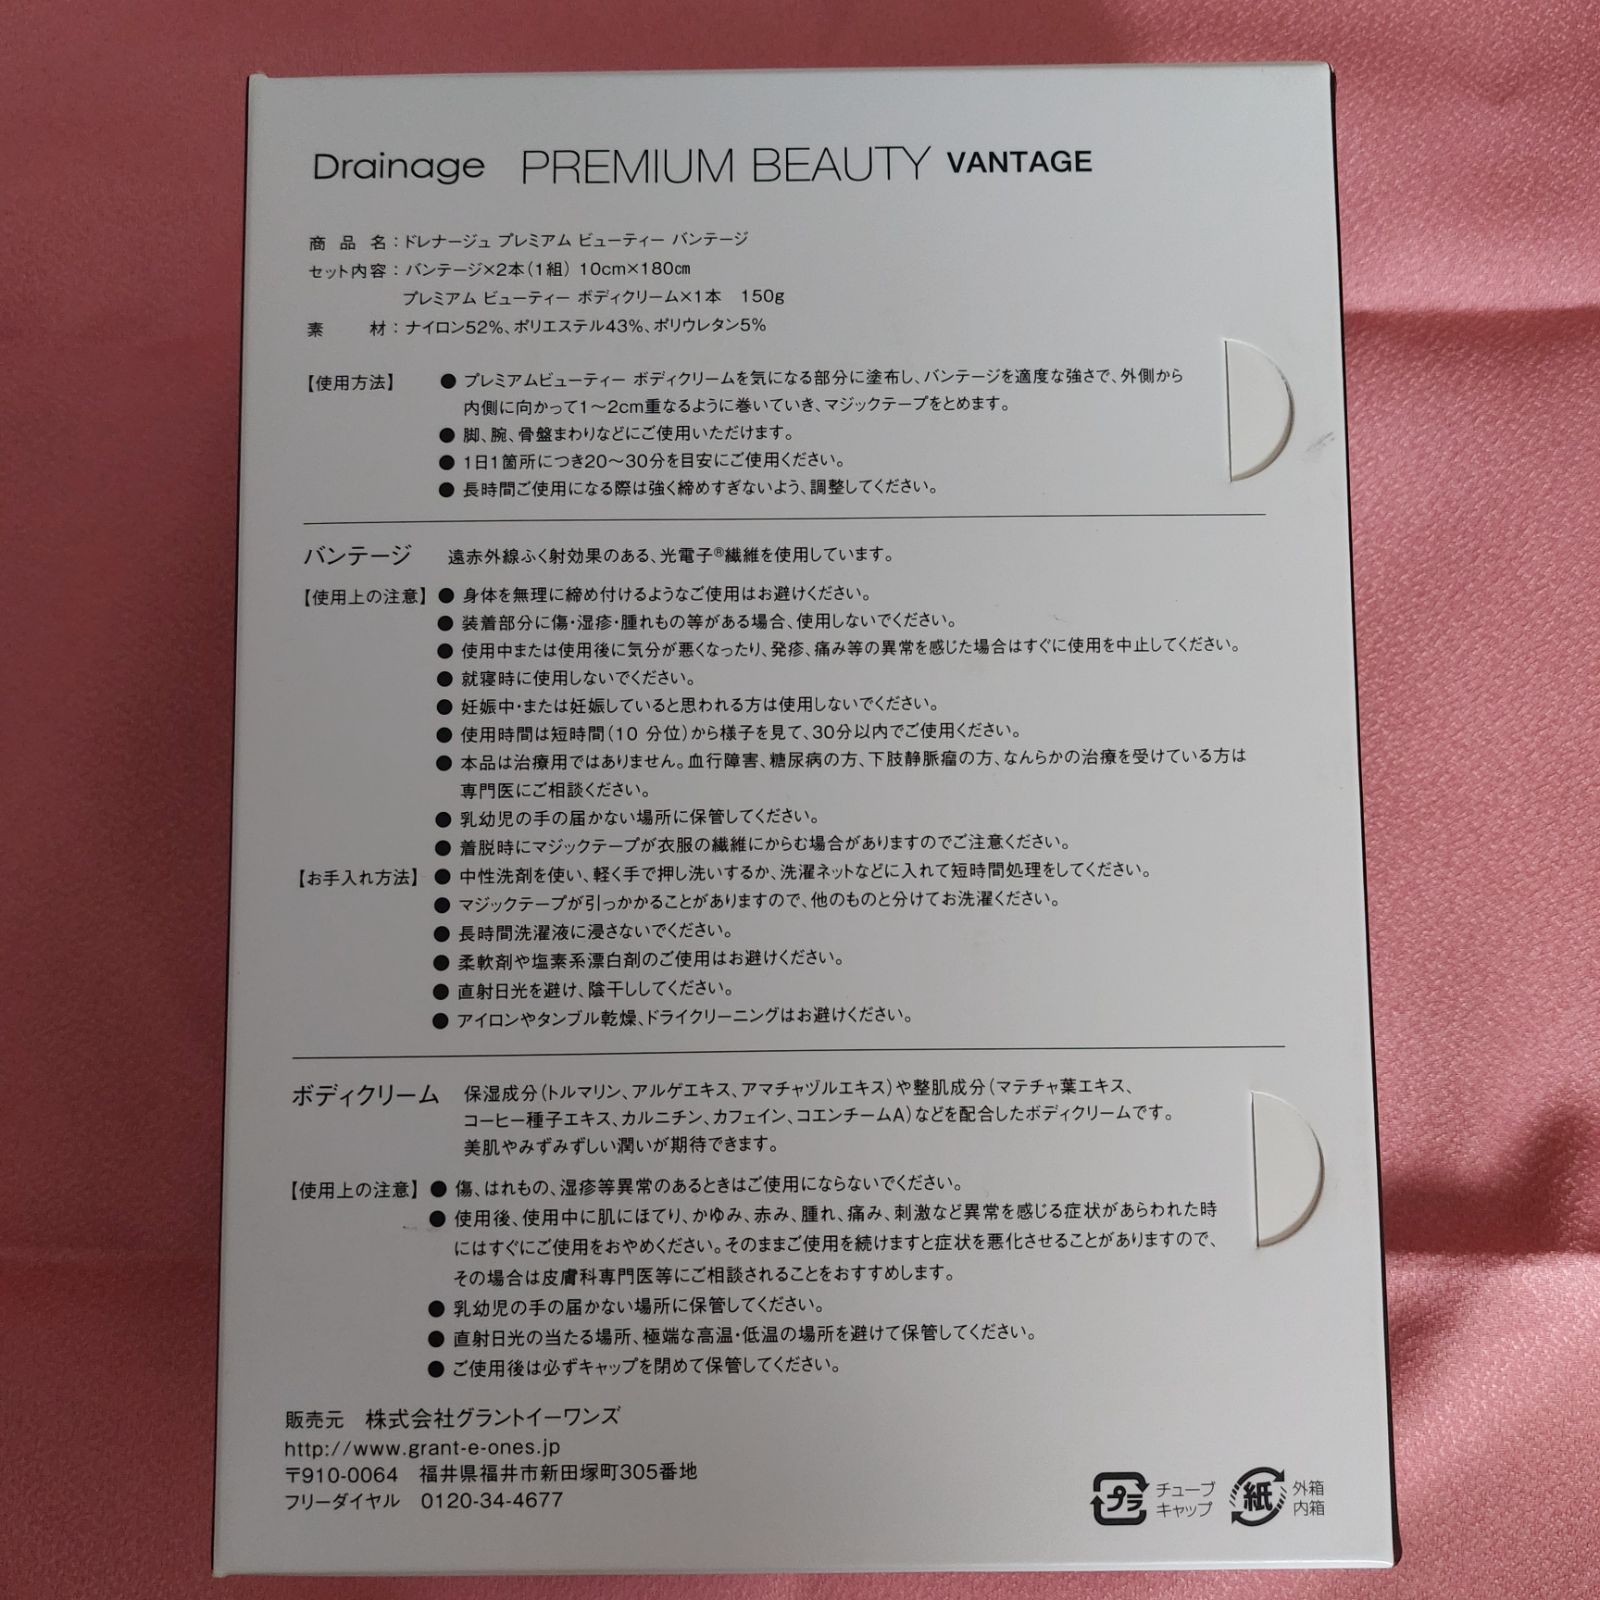 Drainage PREMIUM BEAUTY VANTAGE
商品名：ドレナージュ プレミアム ビューティー バンテージ
セット内容：バンテージ×2本（1組） 10cm×180㎝
プレミアム ビューティー ボディクリーム×1本 150g
素材：ナイロン52%、ポリエステル43%、ポリウレタン5%
【使用方法】 ● プレミアムビューティー ボディクリームを気になる部分に塗布し、バンテージを適度な強さで、外側から
内側に向かって1〜2cm重なるように巻いていき、マジックテープをとめます。
● 脚、腕、骨盤まわりなどにご使用いただけます。
● 1日1箇所につき20〜30分を目安にご使用ください。
● 長時間ご使用になる際は強く締めすぎないよう、調整してください。
バンテージ 遠赤外線ふく射効果のある、光電子®繊維を使用しています。
【使用上の注意】 ● 身体を無理に締め付けるようなご使用はお避けください。
● 装着部分に傷・湿疹・腫れもの等がある場合、使用しないでください。
● 使用中または使用後に気分が悪くなったり、発疹、痛み等の異常を感じた場合はすぐに使用を中止してください。
● 就寝時に使用しないでください。
● 妊娠中・または妊娠していると思われる方は使用しないでください。
● 使用時間は短時間（10 分位）から様子を見て、30分以内でご使用ください。
● 本品は治療用ではありません。血行障害、糖尿病の方、下肢静脈瘤の方、なんらかの治療を受けている方は
専門医にご相談ください。
● 乳幼児の手の届かない場所に保管してください。
● 着脱時にマジックテープが衣服の繊維にからむ場合がありますのでご注意ください。
【お手入れ方法】 ● 中性洗剤を使い、軽く手で押し洗いするか、洗濯ネットなどに入れて短時間処理をしてください。
● マジックテープが引っかかることがありますので、他のものと分けてお洗濯ください。
● 長時間洗濯液に浸さないでください。
● 柔軟剤や塩素系漂白剤のご使用はお避けください。
● 直射日光を避け、陰干ししてください。
● アイロンやタンブル乾燥、ドライクリーニングはお避けください。
ボディクリーム 保湿成分（トルマリン、アルゲエキス、アマチャヅルエキス）や整肌成分（マテチャ葉エキス、
コーヒー種子エキス、カルニチン、カフェイン、コエンチームA）などを配合したボディクリームです。
美肌やみずみずしい潤いが期待できます。
【使用上の注意】 ● 傷、はれもの、湿疹等異常のあるときはご使用にならないでください。
● 使用後、使用中に肌にほてり、かゆみ、赤み、腫れ、痛み、刺激など異常を感じる症状があらわれた時
にはすぐにご使用をおやめください。そのままご使用を続けますと症状を悪化させることがありますので、
その場合は皮膚科専門医等にご相談されることをおすすめします。
● 乳幼児の手の届かない場所に保管してください。
● 直射日光の当たる場所、極端な高温・低温の場所を避けて保管してください。
● ご使用後は必ずキャップを閉めて保管してください。
販売元 株式会社グラントイーワンズ
http://www.grant-e-ones.jp
〒910-0064 福井県福井市新田塚町305番地
フリーダイヤル 0120-34-4677
プラ チューブ
キャップ
紙 外箱
内箱